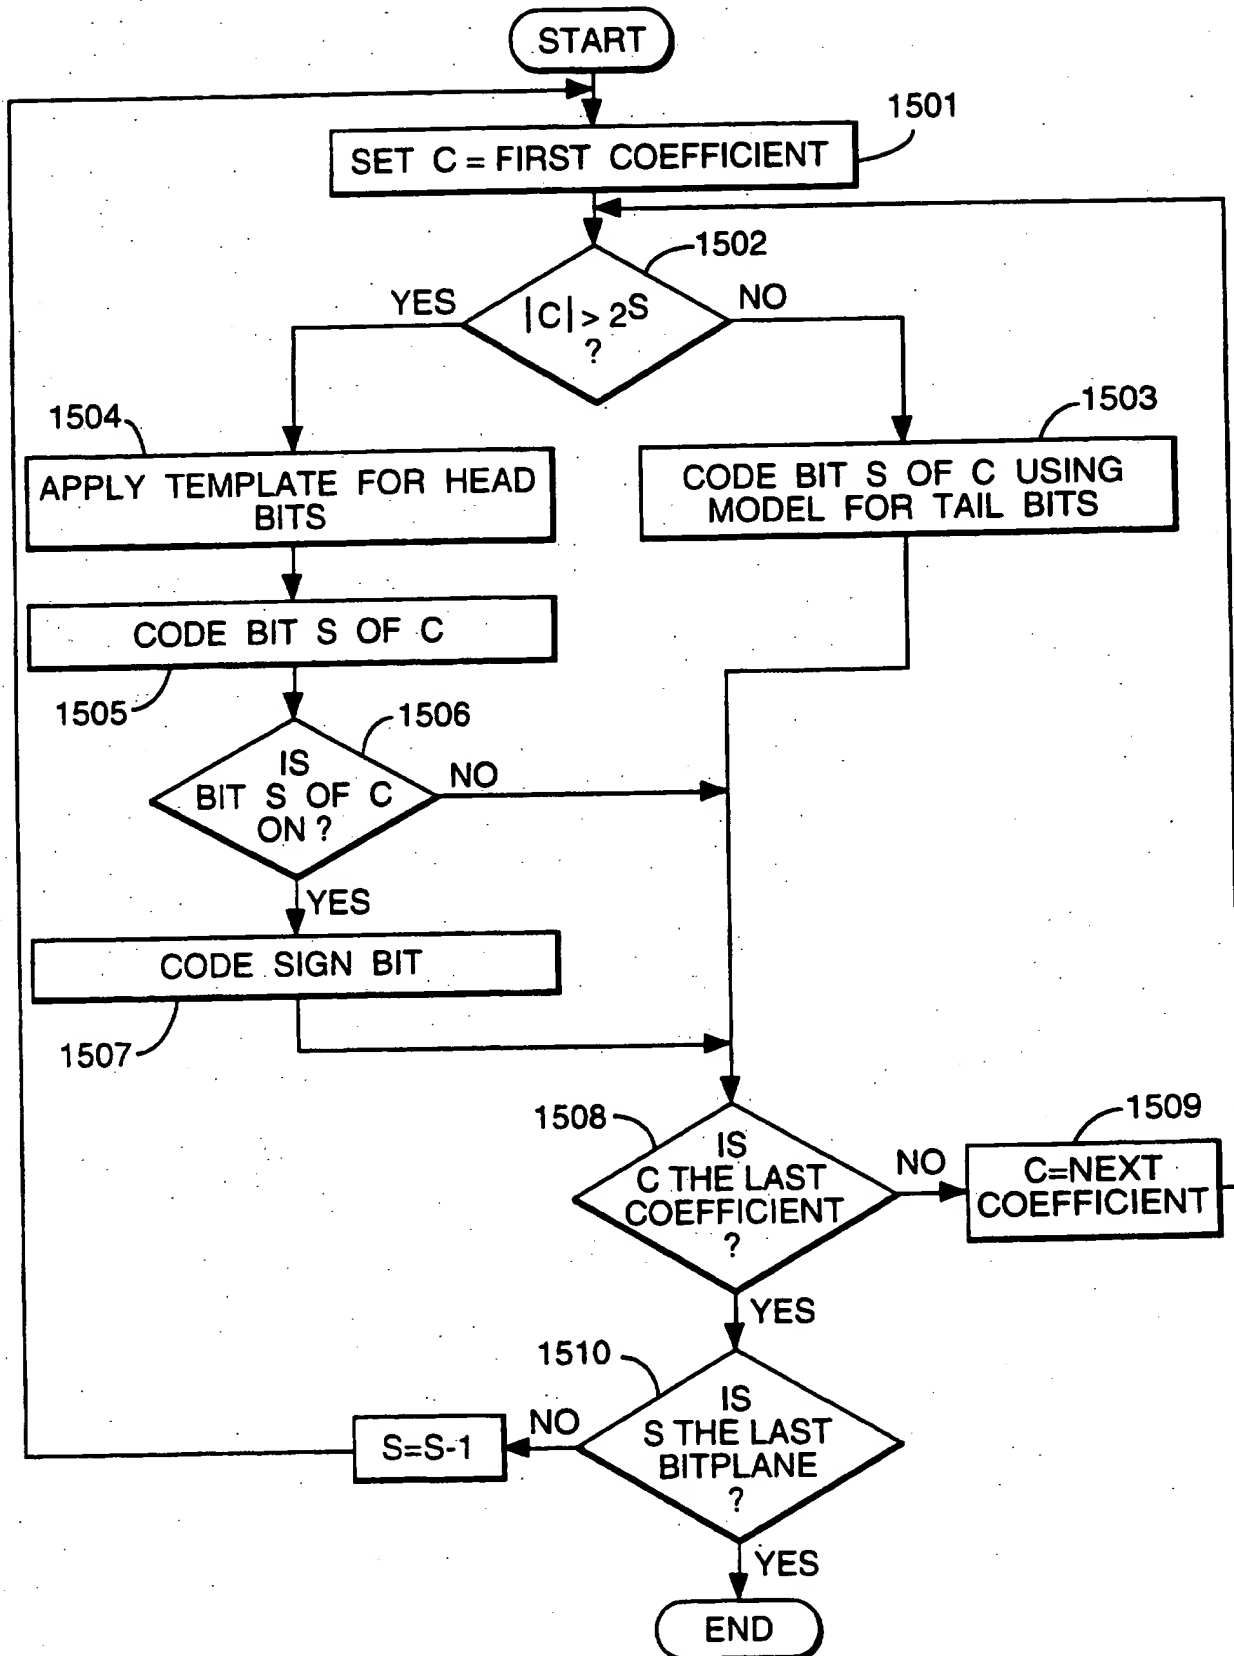 START
1501
SET C = FIRST COEFFICIENT
1502
YES
|C| > 2^S
?
NO
1504
1503
APPLY TEMPLATE FOR HEAD
BITS
CODE BIT S OF C USING
MODEL FOR TAIL BITS
CODE BIT S OF C
1505
1506
IS
BIT S OF C
ON ?
NO
YES
CODE SIGN BIT
1507
1508
IS
C THE LAST
COEFFICIENT
?
NO
1509
C=NEXT
COEFFICIENT
YES
1510
IS
S THE LAST
BITPLANE
?
NO
S=S-1
YES
END